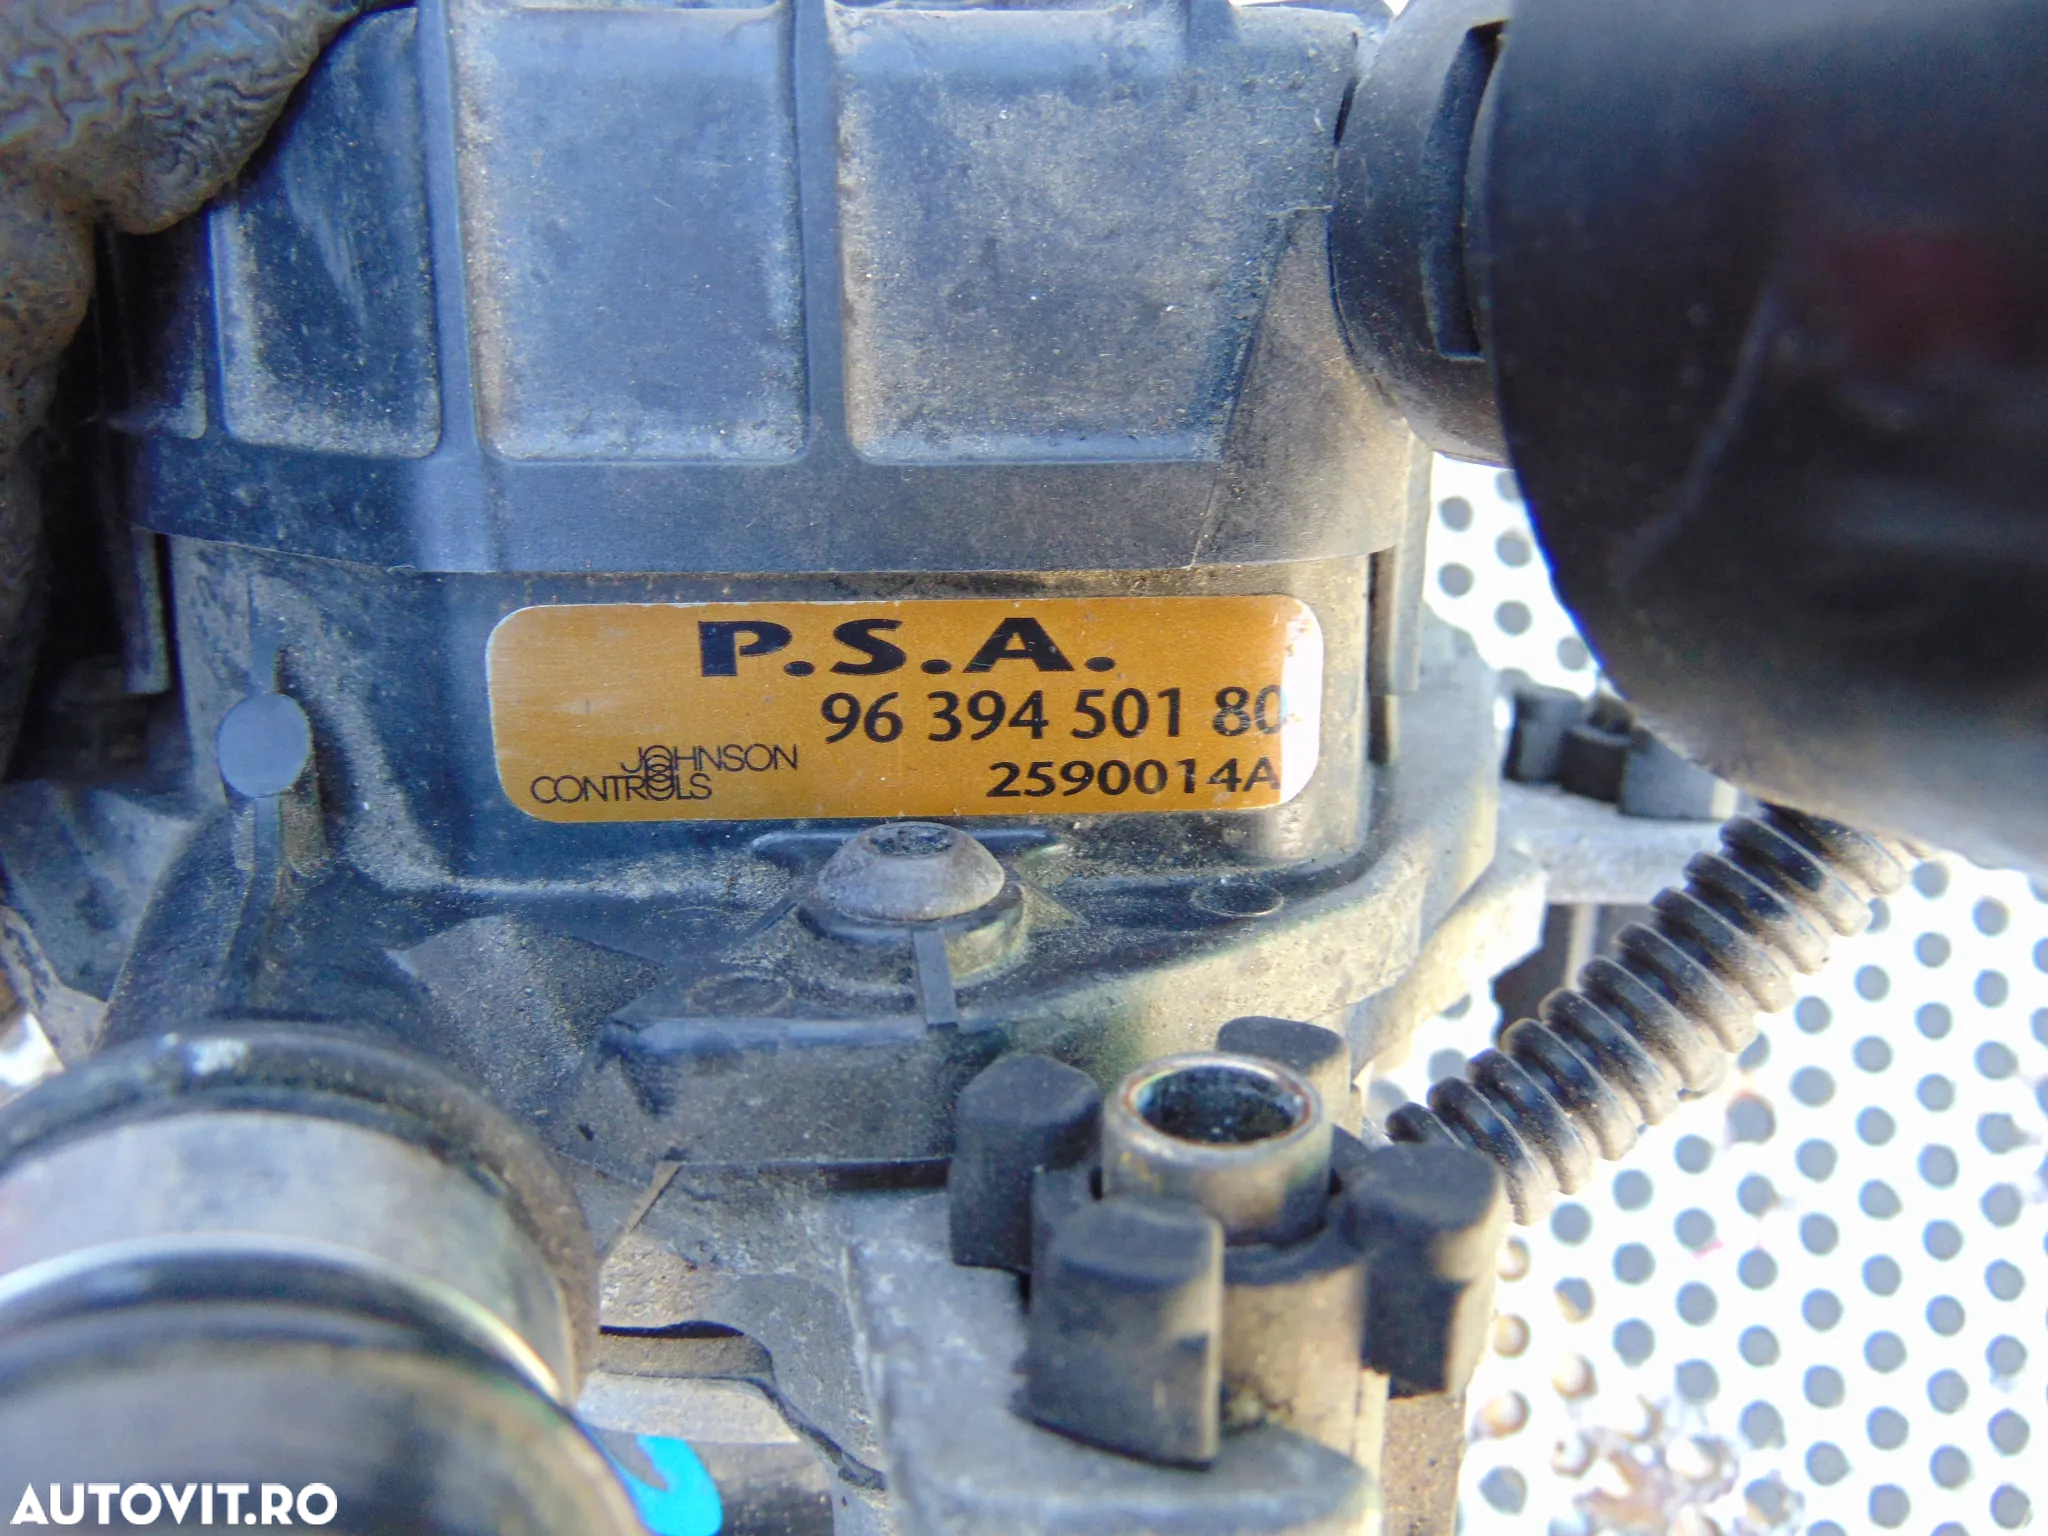 P.S.A.
96 394 501 80
JOHNSON
CONTROLS
2590014A
AUTOVIT.RO